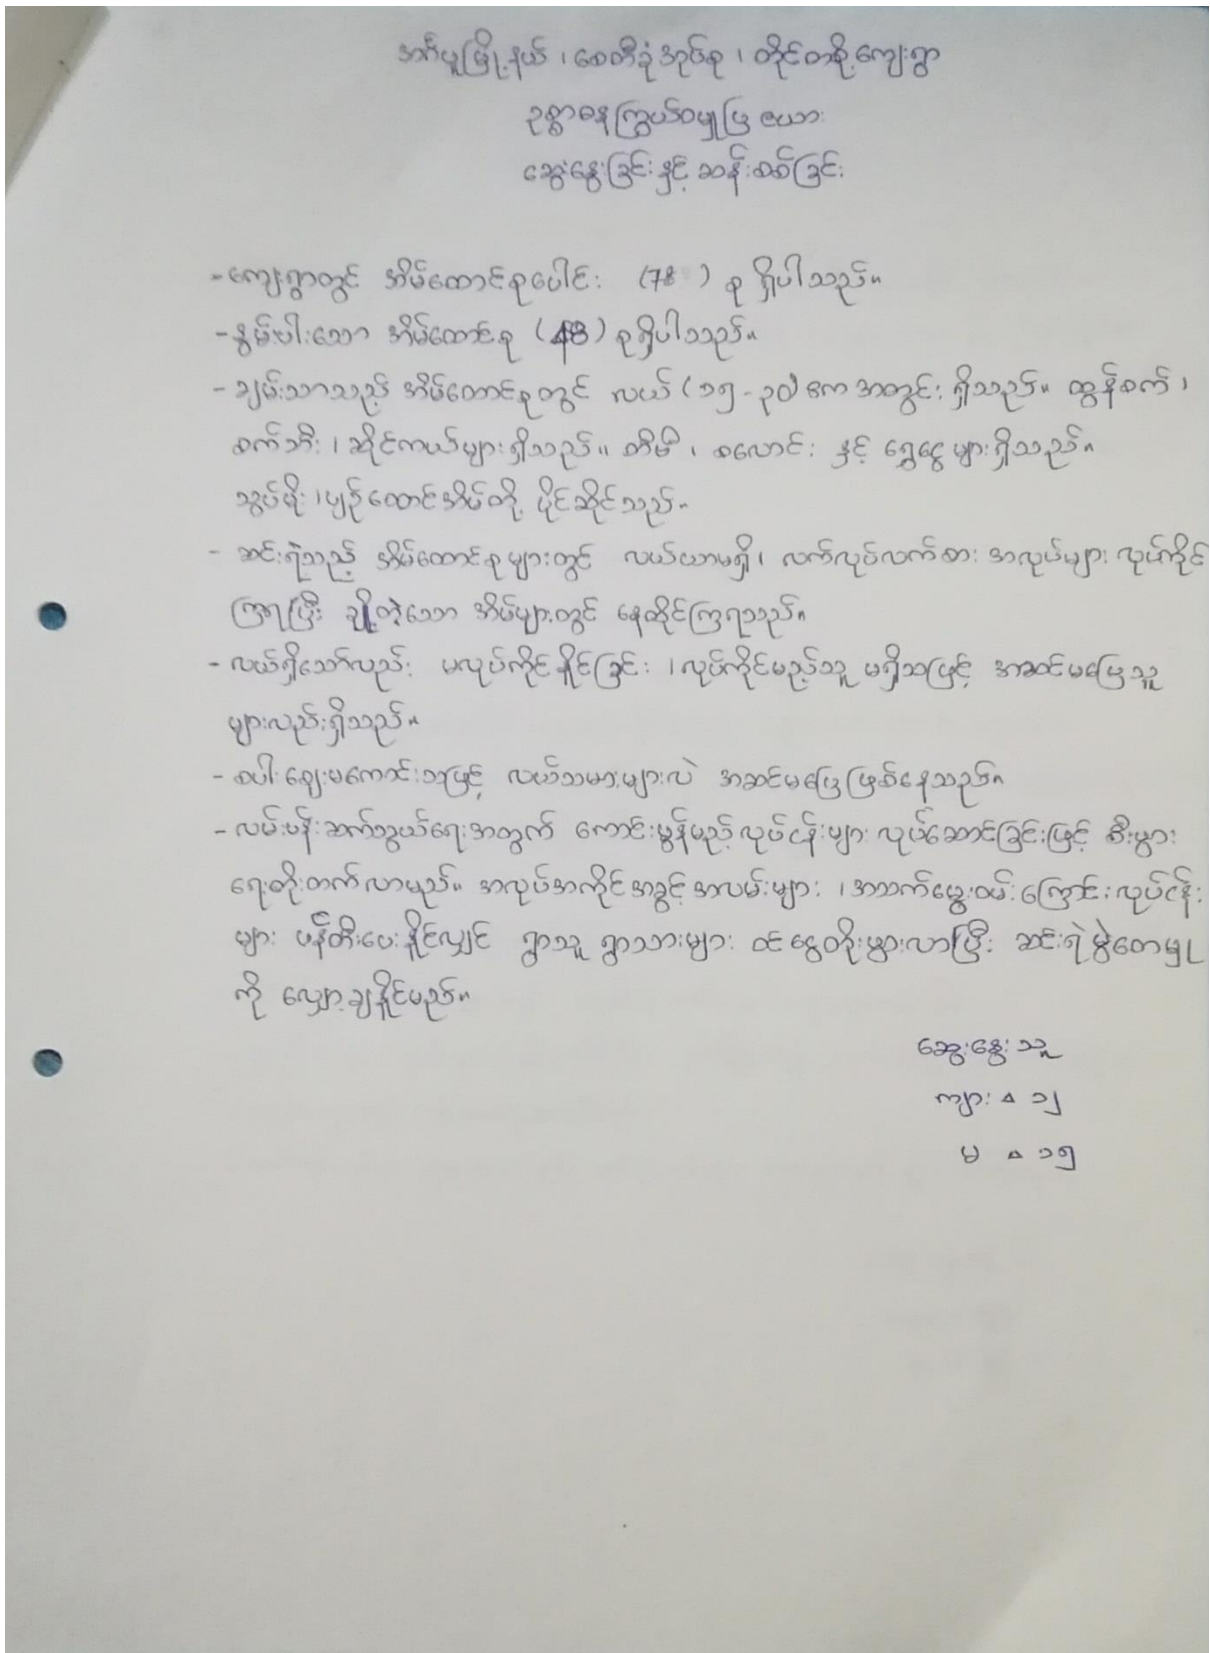 အင်္ဂပူမြို့နယ် ၊ စေတီခုံအုပ်စု ၊ တိုင်တစို့ကျေးရွာ
ဥစ္စာဓနကြွယ်ဝမှုပြ ဇယား
ဆွေးနွေးခြင်းနှင့် ဆန်းစစ်ခြင်း
- ကျေးရွာတွင် အိမ်ထောင်စုပေါင်း (78) စု ရှိပါသည်။
- နွမ်းပါးသော အိမ်ထောင်စု (48) စုရှိပါသည်။
- ချမ်းသာသည့် အိမ်ထောင်စုတွင် လယ် (၁၅ - ၃၀) ဧက အတွင်း ရှိသည်။ ထွန်စက် ၊
စက်ဘီး ၊ ဆိုင်ကယ်များရှိသည်။ တီဗီ ၊ စလောင်း နှင့် ရွှေငွေများရှိသည်။
သွပ်မိုး ၊ ပျဉ်ထောင်အိမ်တို့ ပိုင်ဆိုင်သည်။
- ဆင်းရဲသည့် အိမ်ထောင်စုများတွင် လယ်ယာမရှိ ၊ လက်လုပ်လက်စား အလုပ်များ လုပ်ကိုင်
ကြရပြီး ချို့တဲ့သော အိမ်များတွင် နေထိုင်ကြရသည်။
- လယ်ရှိသော်လည်း မလုပ်ကိုင်နိုင်ခြင်း ၊ လုပ်ကိုင်မည့်သူ မရှိသဖြင့် အဆင်မပြေသူ
များလည်းရှိသည်။
- စပါးဈေးမကောင်းသဖြင့် လယ်သမားများလဲ အဆင်မပြေ ဖြစ်နေသည်။
- လမ်းပန်းဆက်သွယ်ရေးအတွက် ကောင်းမွန်မည့်လုပ်ငန်းများ လုပ်ဆောင်ခြင်းဖြင့် စီးပွား
ရေးတိုးတက်လာမည်။ အလုပ်အကိုင်အခွင့်အလမ်းများ ၊ အသက်မွေးဝမ်းကြောင်းလုပ်ငန်း
များ ဖန်တီးပေးနိုင်လျှင် ရွာသူ ရွာသားများ ဝင်ငွေတိုးပွားလာပြီး ဆင်းရဲမွဲတေမှု
ကို လျှော့ချနိုင်မည်။
ဆွေးနွေးသူ
ကျား = ၁၂
မ = ၁၅